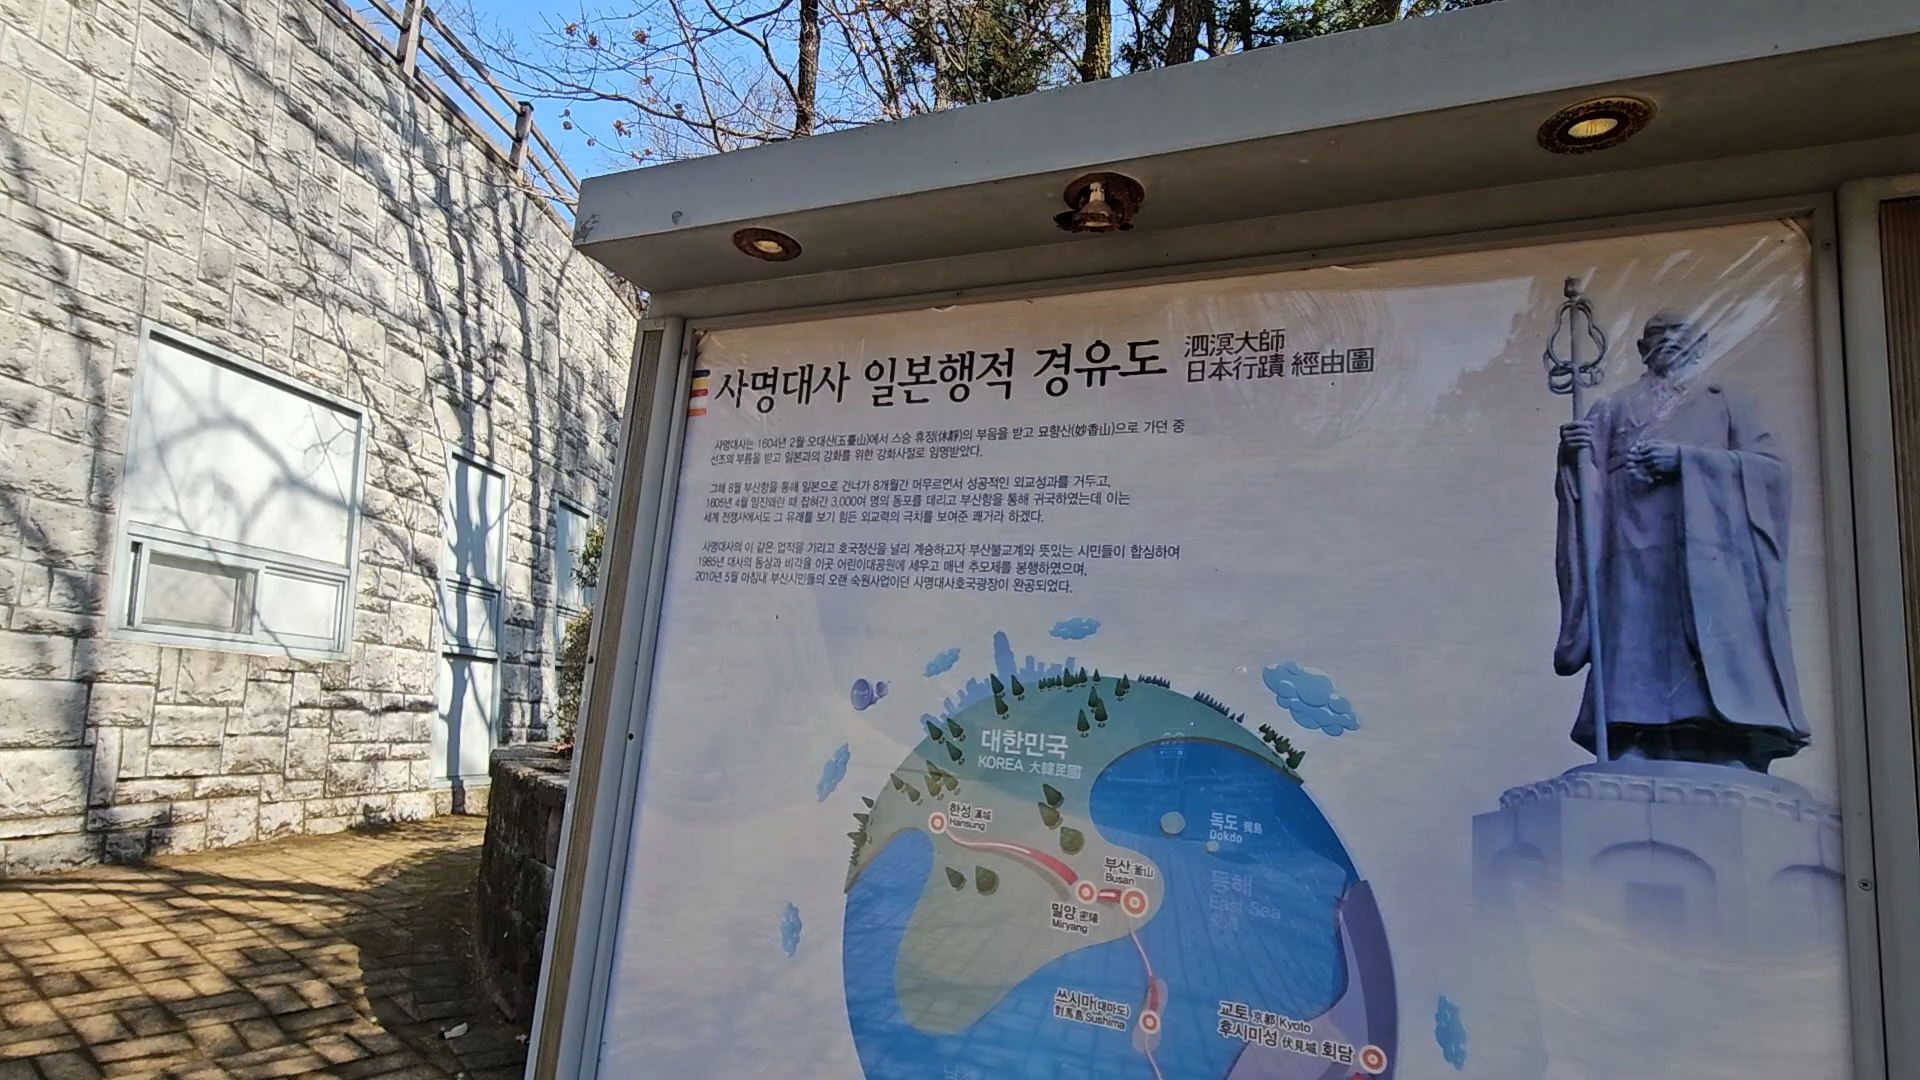 사명대사 일본행적 경유도
泗溟大師
日本行蹟 經由圖
사명대사는 1604년 2월 오대산(五臺山)에서 스승 휴정(休靜)의 부음을 받고 묘향산(妙香山)으로 가던 중
선조의 부름을 받고 일본과의 강화를 위한 강화사절로 임명받았다.
그해 8월 부산항을 통해 일본으로 건너가 8개월간 머무르면서 성공적인 외교성과를 거두고,
1605년 4월 임진왜란 때 잡혀간 3,000여 명의 동포를 데리고 부산항을 통해 귀국하였는데 이는
세계 전쟁사에서도 그 유래를 보기 힘든 외교력의 극치를 보여준 쾌거라 하겠다.
사명대사의 이 같은 업적을 기리고 호국정신을 널리 계승하고자 부산불교계와 뜻있는 시민들이 합심하여
1985년 대사의 동상과 비각을 이곳 어린이대공원에 세우고 매년 추모제를 봉행하였으며,
2010년 5월 마침내 부산시민들의 오랜 숙원사업이던 사명대사호국광장이 완공되었다.
대한민국
KOREA 大韓民國
한성 漢城
Hansung
독도 獨島
Dokdo
부산 釜山
Busan
동해
East Sea
東海
밀양 密陽
Miryang
쓰시마(대마도)
對馬島 Sushima
교토 京都 Kyoto
후시미성 伏見城 회담